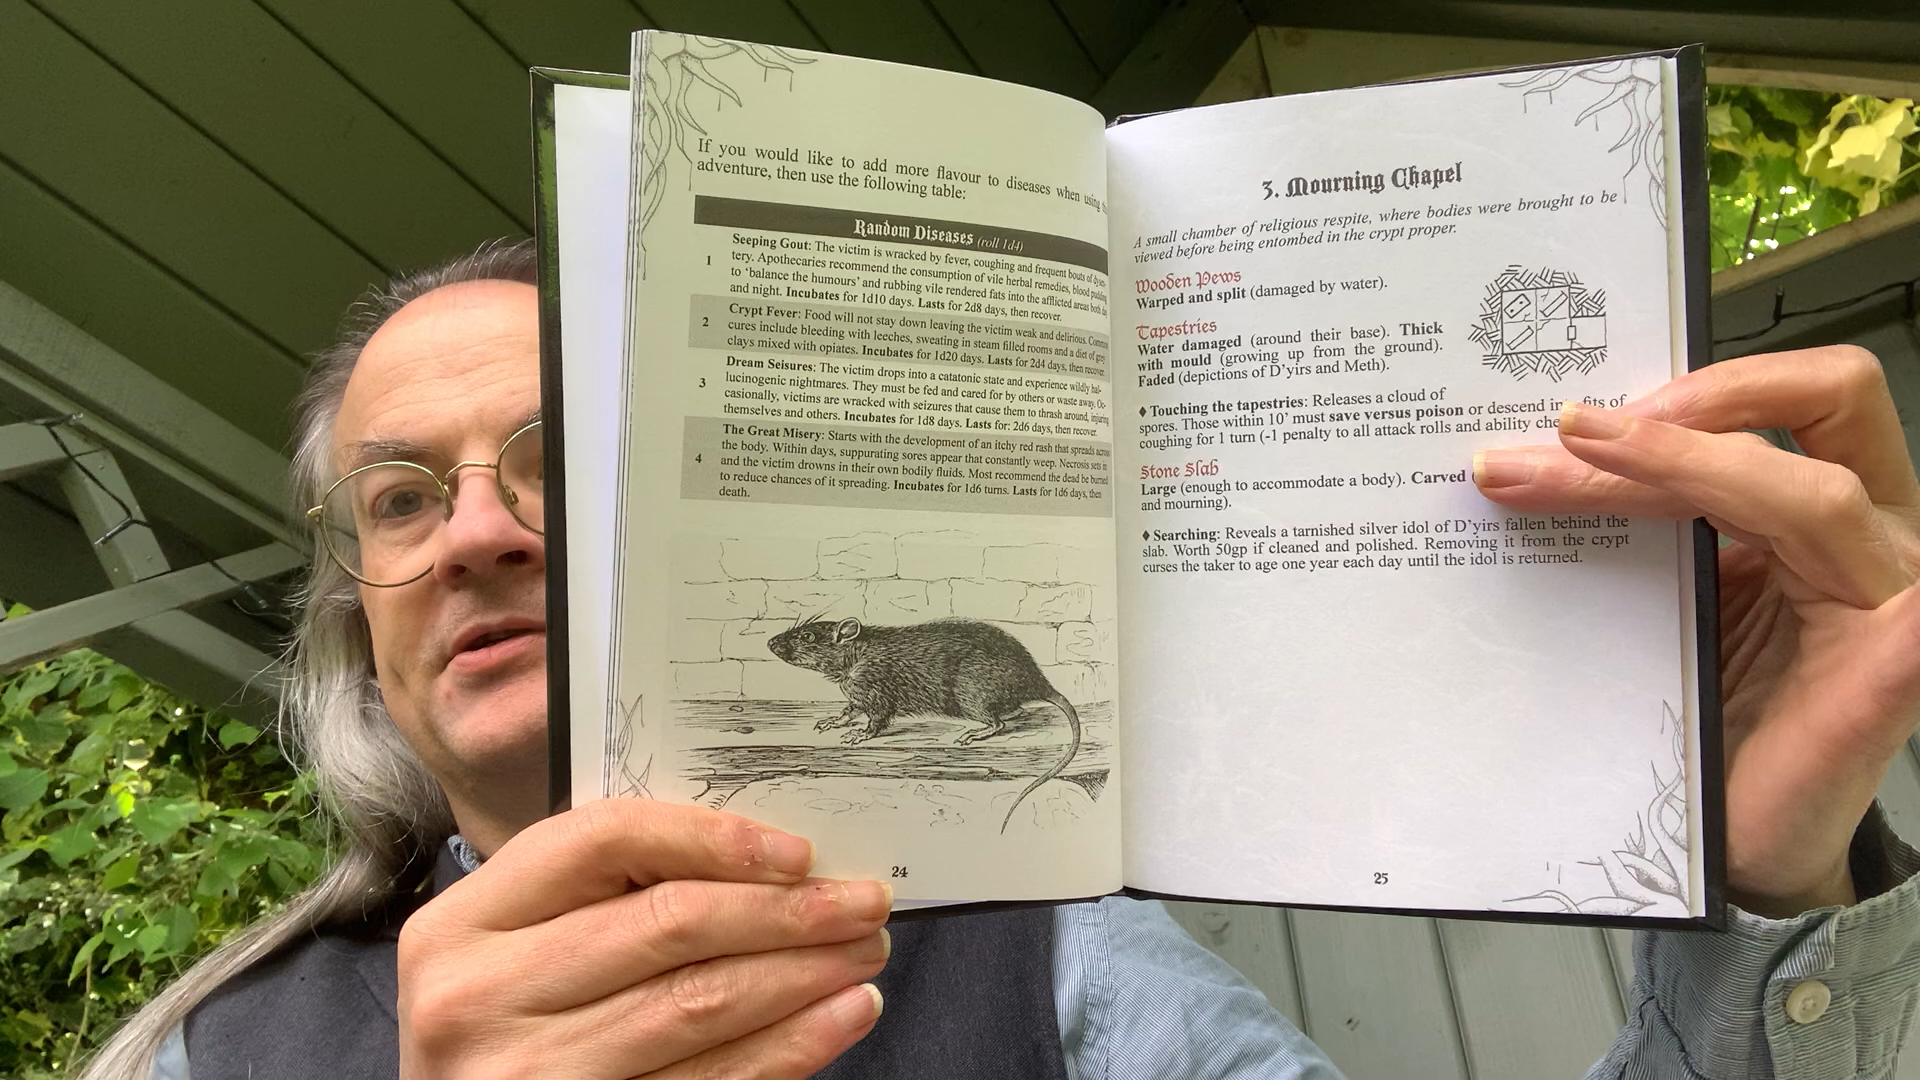 If you would like to add more flavour to diseases when using
adventure, then use the following table:
Random Diseases (roll 1d4)
1
Seeping Gout: The victim is wracked by fever, coughing and frequent bouts of dysen-
tery. Apothecaries recommend the consumption of vile herbal remedies, blood pudding
to 'balance the humours' and rubbing vile rendered fats into the afflicted areas both day
and night. Incubates for 1d10 days. Lasts for 2d8 days, then recover.
2
Crypt Fever: Food will not stay down leaving the victim weak and delirious. Common
cures include bleeding with leeches, sweating in steam filled rooms and a diet of grey
clays mixed with opiates. Incubates for 1d20 days. Lasts for 2d4 days, then recover.
3
Dream Seisures: The victim drops into a catatonic state and experience wildly hal-
lucinogenic nightmares. They must be fed and cared for by others or waste away. Oc-
casionally, victims are wracked with seizures that cause them to thrash around, injuring
themselves and others. Incubates for 1d8 days. Lasts for: 2d6 days, then recover.
4
The Great Misery: Starts with the development of an itchy red rash that spreads across
the body. Within days, suppurating sores appear that constantly weep. Necrosis sets in
and the victim drowns in their own bodily fluids. Most recommend the dead be burned
to reduce chances of it spreading. Incubates for 1d6 turns. Lasts for 1d6 days, then
death.
24
3. Mourning Chapel
A small chamber of religious respite, where bodies were brought to be
viewed before being entombed in the crypt proper.
Wooden Pews
Warped and split (damaged by water).
Tapestries
Water damaged (around their base). Thick
with mould (growing up from the ground).
Faded (depictions of D'yirs and Meth).
♦ Touching the tapestries: Releases a cloud of
spores. Those within 10' must save versus poison or descend fits of
coughing for 1 turn (-1 penalty to all attack rolls and ability
Stone Slab
Large (enough to accommodate a body). Carved
and mourning).
♦ Searching: Reveals a tarnished silver idol of D'yirs fallen behind the
slab. Worth 50gp if cleaned and polished. Removing it from the crypt
curses the taker to age one year each day until the idol is returned.
25